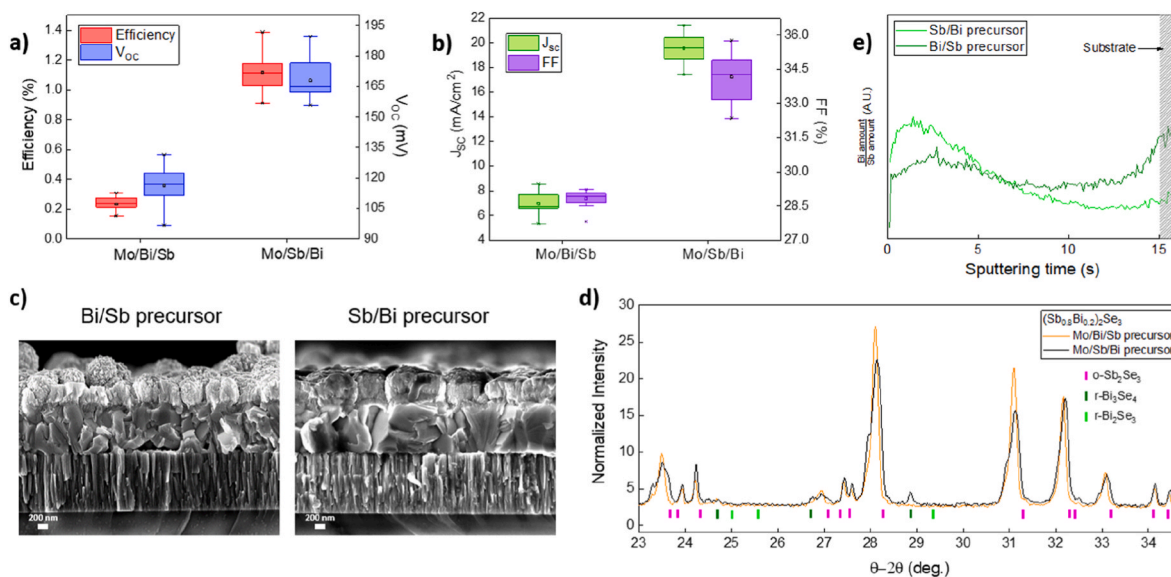 a)
Efficiency
V_OC
Efficiency (%)
1.4
1.2
1.0
0.8
0.6
0.4
0.2
0.0
V_OC (mV)
195
180
165
150
135
120
105
90
Mo/Bi/Sb
Mo/Sb/Bi
b)
J_SC
FF
J_SC (mA/cm²)
22
20
18
16
14
12
10
8
6
4
FF (%)
36.0
34.5
33.0
31.5
30.0
28.5
27.0
Mo/Bi/Sb
Mo/Sb/Bi
e)
Sb/Bi precursor
Bi/Sb precursor
Substrate
Bi amount
Sb amount
(A.U.)
0
5
10
15
Sputtering time (s)
c)
Bi/Sb precursor
Sb/Bi precursor
200 nm
200 nm
d)
(Sb₀.₈Bi₀.₂)₂Se₃
Mo/Bi/Sb precursor
Mo/Sb/Bi precursor
o-Sb₂Se₃
r-Bi₃Se₄
r-Bi₂Se₃
Normalized Intensity
30
25
20
15
10
5
0
23 24 25 26 27 28 29 30 31 32 33 34
θ–2θ (deg.)